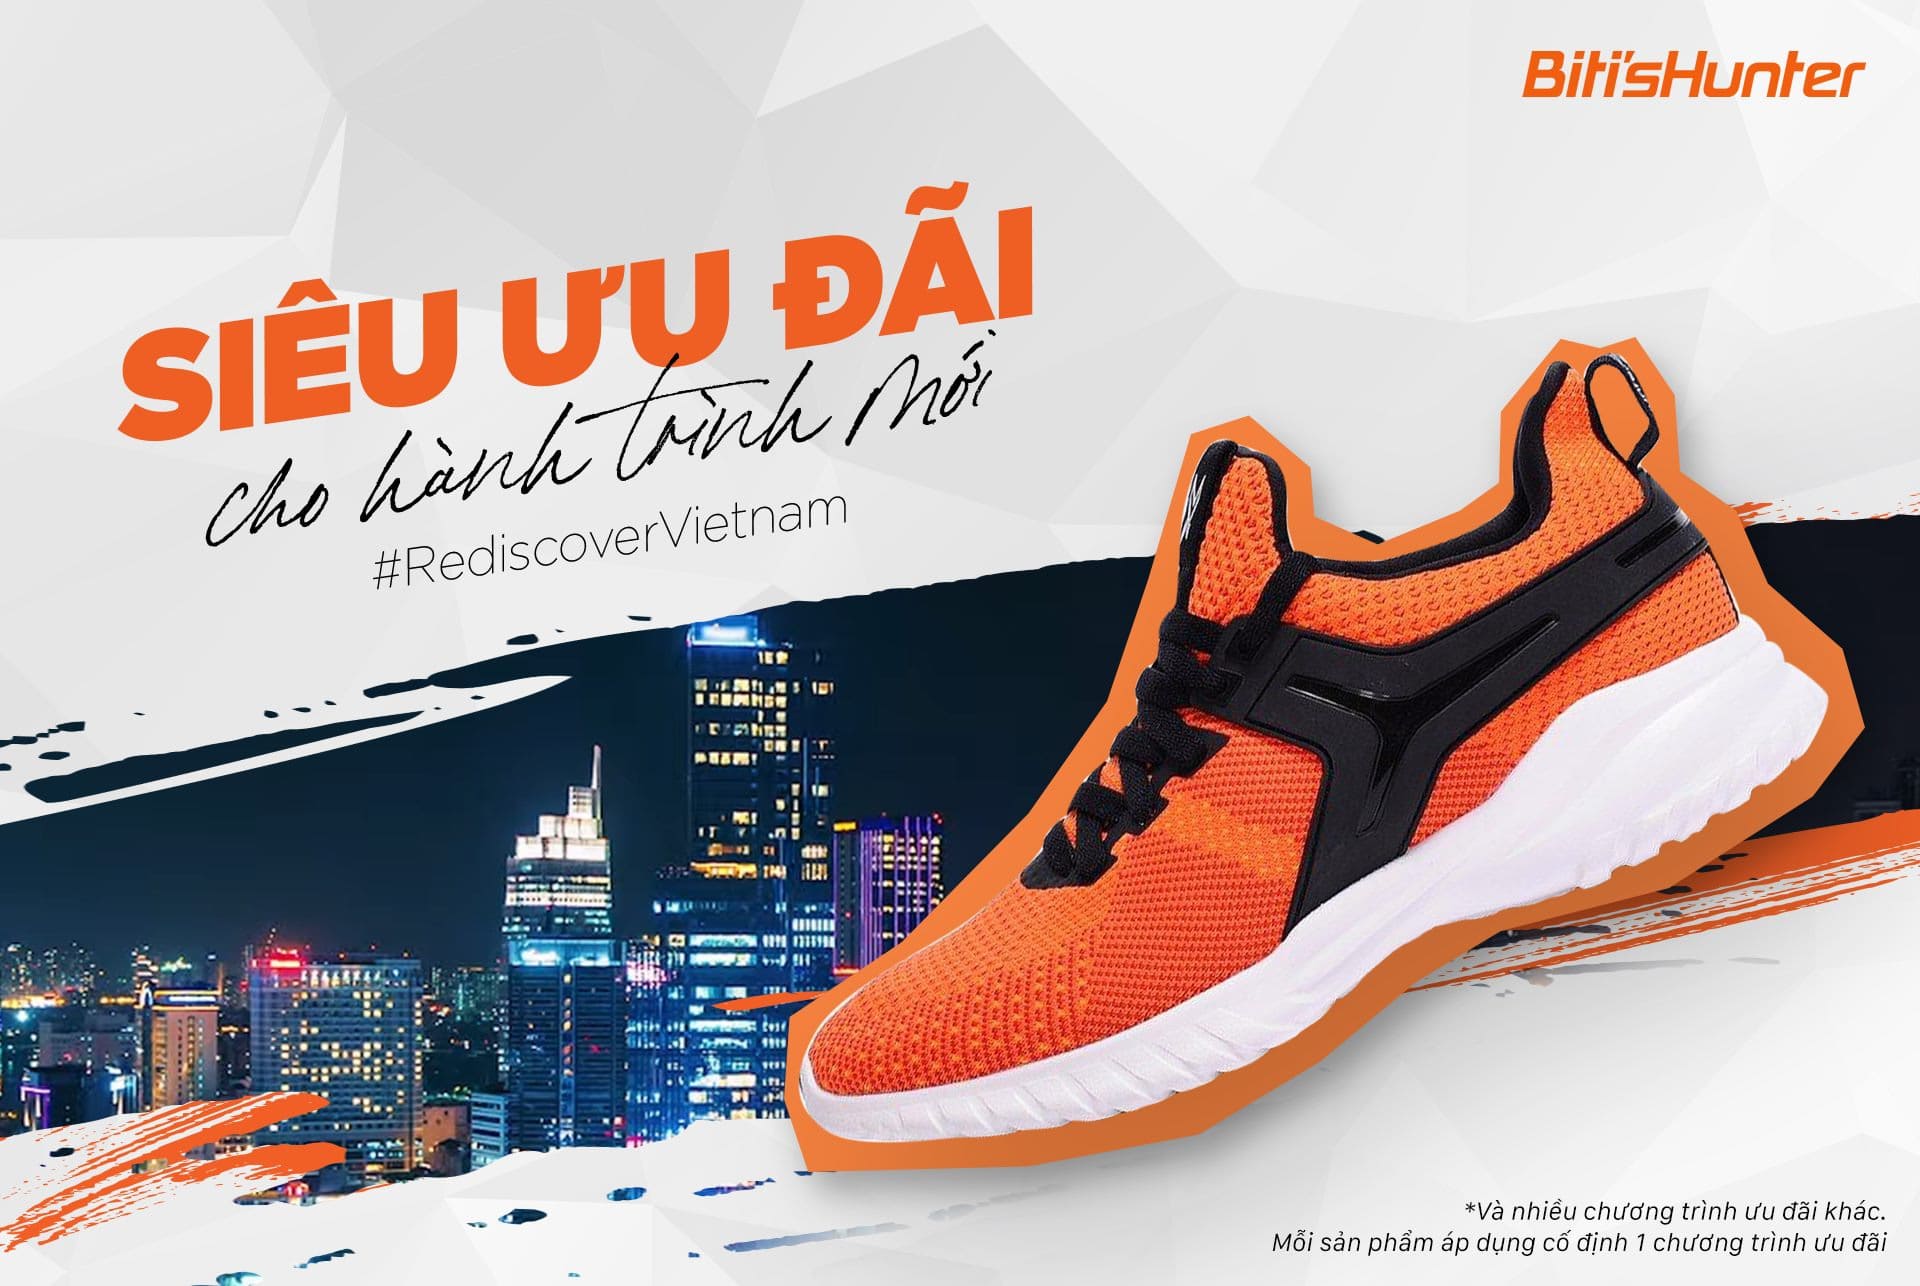 Biti'sHunter
SIÊU ƯU ĐÃI
cho hành trình mới
#RediscoverVietnam
*Và nhiều chương trình ưu đãi khác.
Mỗi sản phẩm áp dụng cố định 1 chương trình ưu đãi